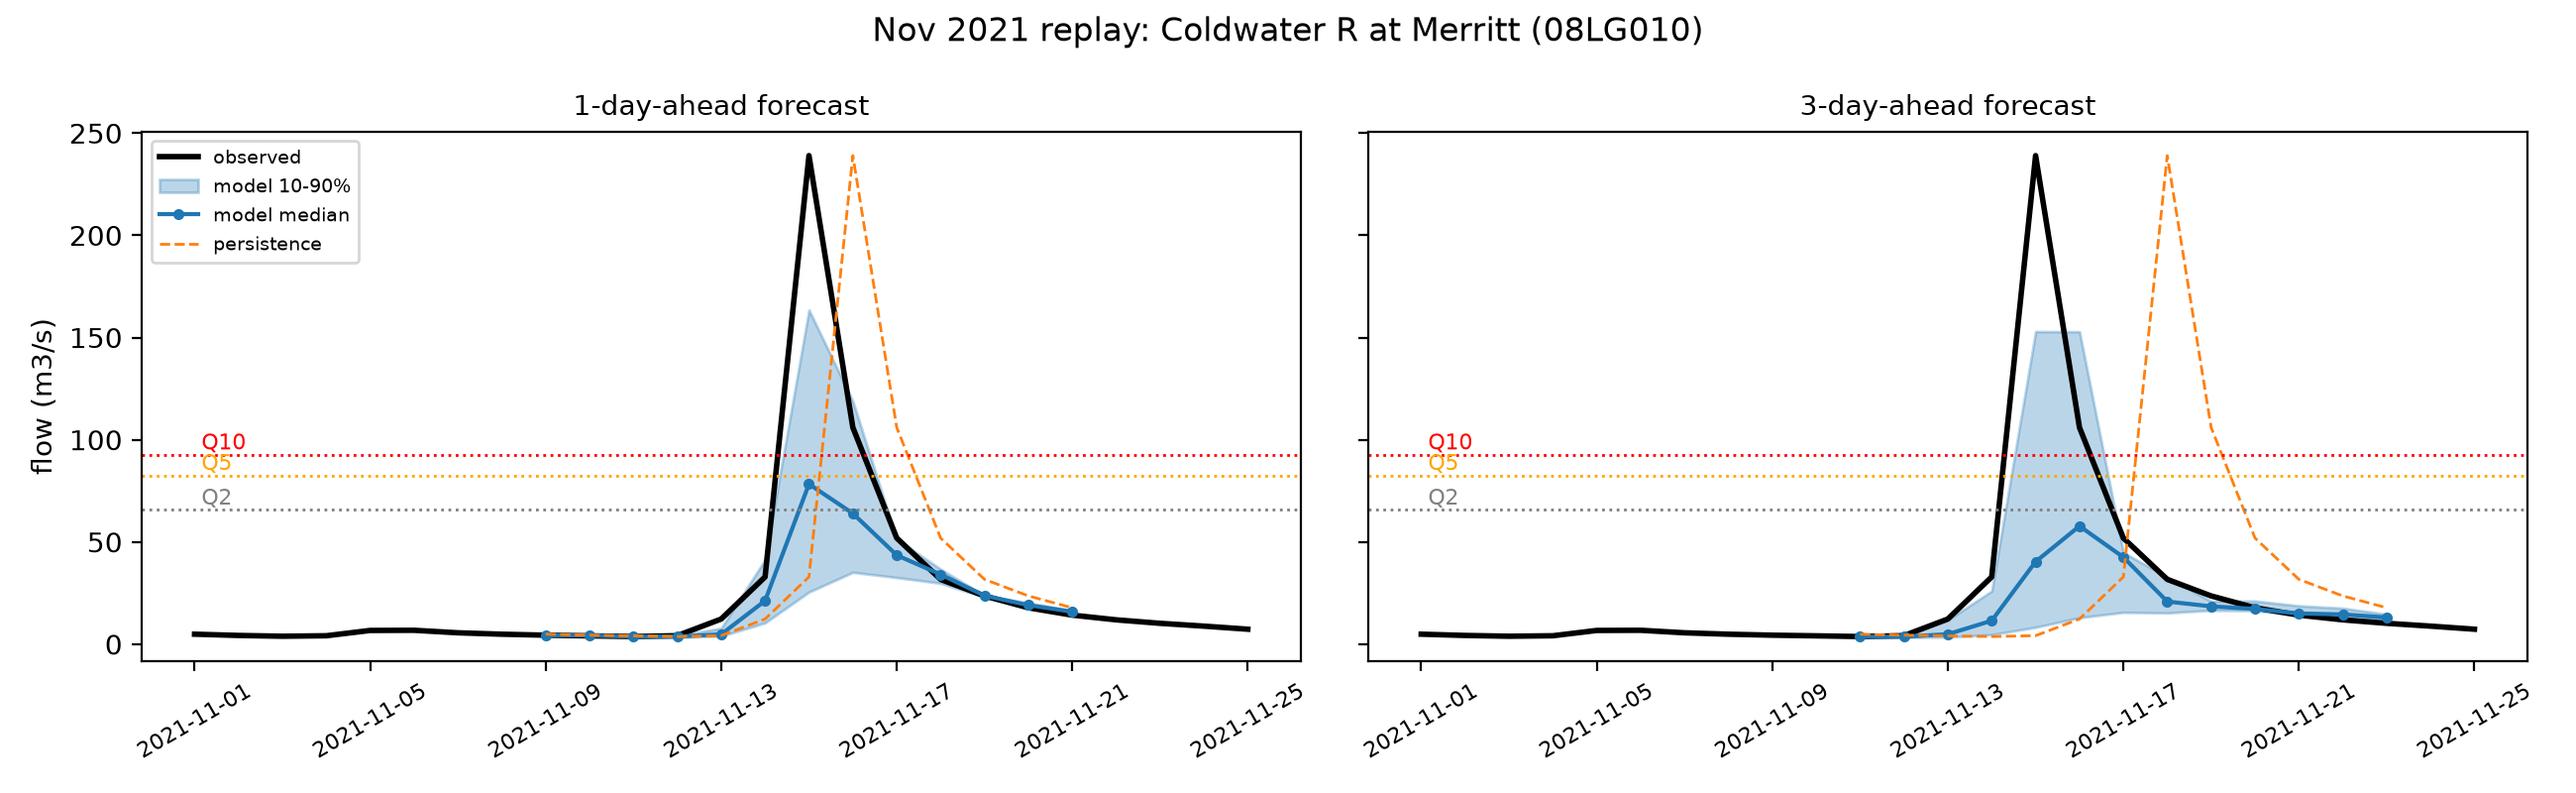 Nov 2021 replay: Coldwater R at Merritt (08LG010)
1-day-ahead forecast
observed
model 10-90%
model median
persistence
flow (m3/s)
250
200
150
100
50
0
Q10
Q5
Q2
2021-11-01
2021-11-05
2021-11-09
2021-11-13
2021-11-17
2021-11-21
2021-11-25
3-day-ahead forecast
Q10
Q5
Q2
2021-11-01
2021-11-05
2021-11-09
2021-11-13
2021-11-17
2021-11-21
2021-11-25